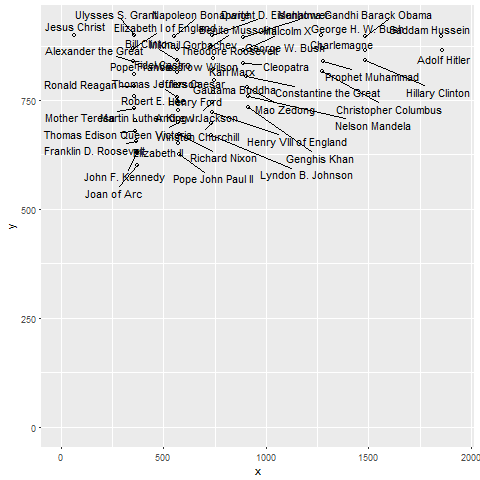 Ulysses S. Grant
Napoleon Bonaparte
Dwight D. Eisenhower
Mahatma Gandhi
Barack Obama
Jesus Christ
Elizabeth I of England
Benito Mussolini
Malcolm X
George H. W. Bush
Saddam Hussein
Alexander the Great
Bill Clinton
Mikhail Gorbachev
Theodore Roosevelt
George W. Bush
Charlemagne
Adolf Hitler
Pope Francis
Fidel Castro
Woodrow Wilson
Karl Marx
Cleopatra
Prophet Muhammad
Ronald Reagan
Thomas Jefferson
Julius Caesar
Gautama Buddha
Constantine the Great
Hillary Clinton
Robert E. Lee
Henry Ford
Mao Zedong
Christopher Columbus
Mother Teresa
Martin Luther King Jr.
Andrew Jackson
Nelson Mandela
Thomas Edison
Queen Victoria
Winston Churchill
Henry VIII of England
Franklin D. Roosevelt
Elizabeth II
Richard Nixon
Genghis Khan
John F. Kennedy
Pope John Paul II
Lyndon B. Johnson
Joan of Arc
750
500
250
0
y
0
500
1000
1500
2000
x